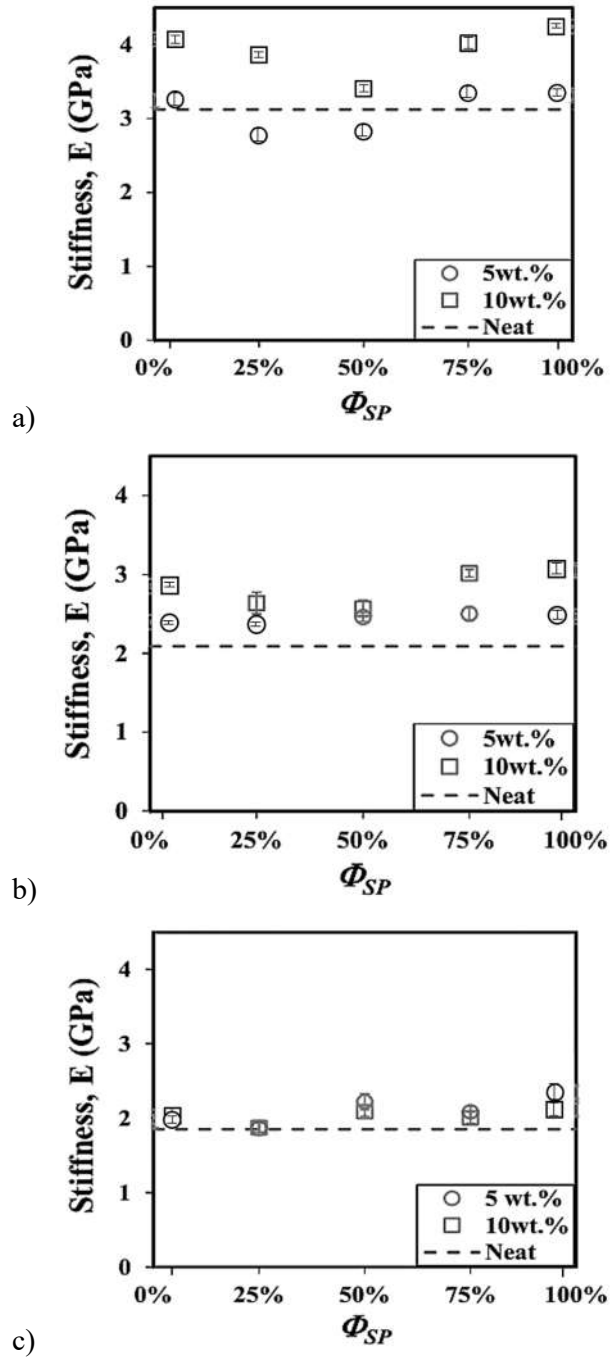 4
3
2
1
0
Stiffness, E (GPa)
5wt.%
10wt.%
Neat
0% 25% 50% 75% 100%
Φ_SP
a)
4
3
2
1
0
Stiffness, E (GPa)
5wt.%
10wt.%
Neat
0% 25% 50% 75% 100%
Φ_SP
b)
4
3
2
1
0
Stiffness, E (GPa)
5 wt.%
10wt.%
Neat
0% 25% 50% 75% 100%
Φ_SP
c)